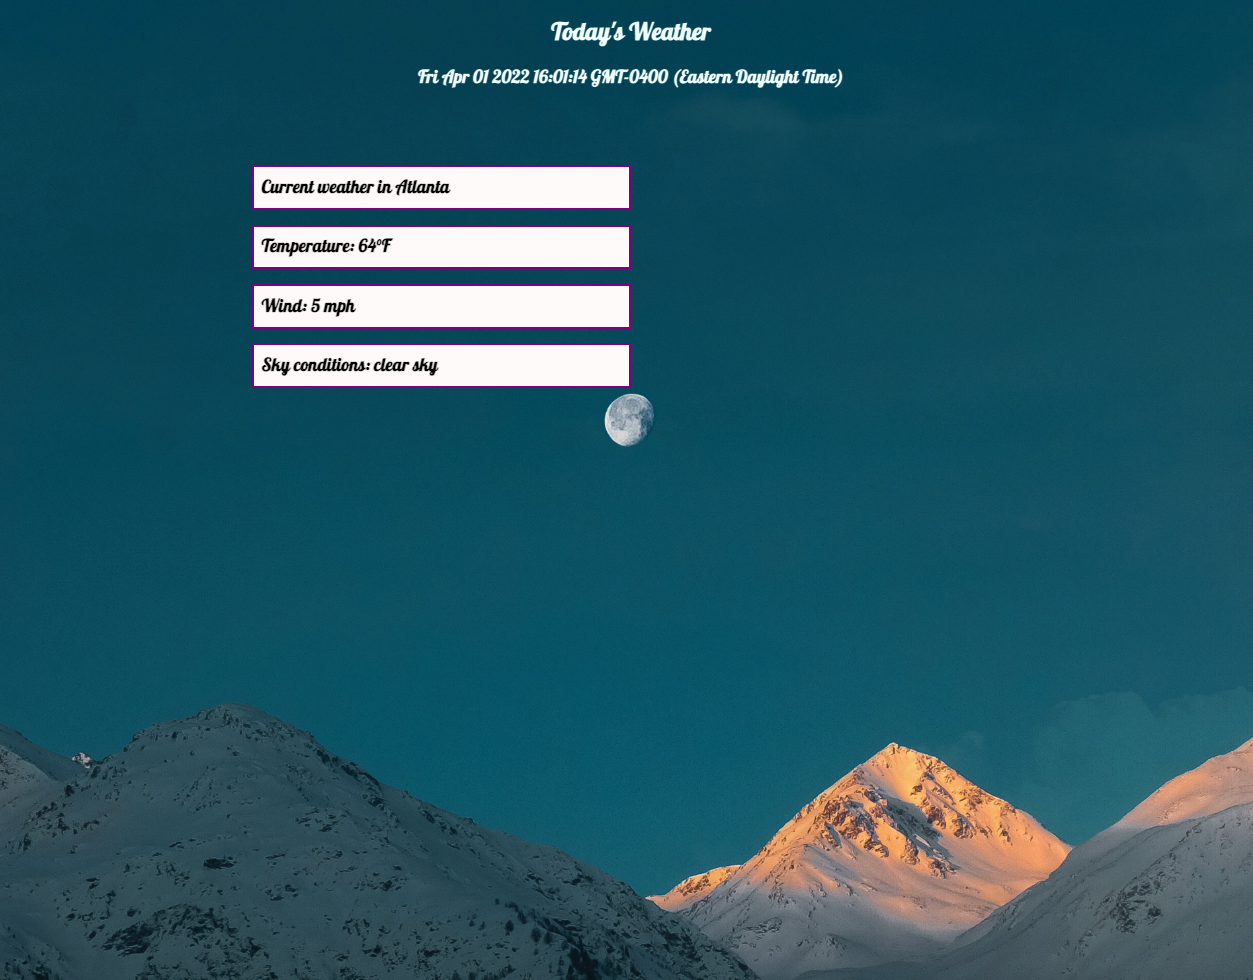 Today's Weather
Fri Apr 01 2022 16:01:14 GMT-0400 (Eastern Daylight Time)
Current weather in Atlanta
Temperature: 64°F
Wind: 5 mph
Sky conditions: clear sky